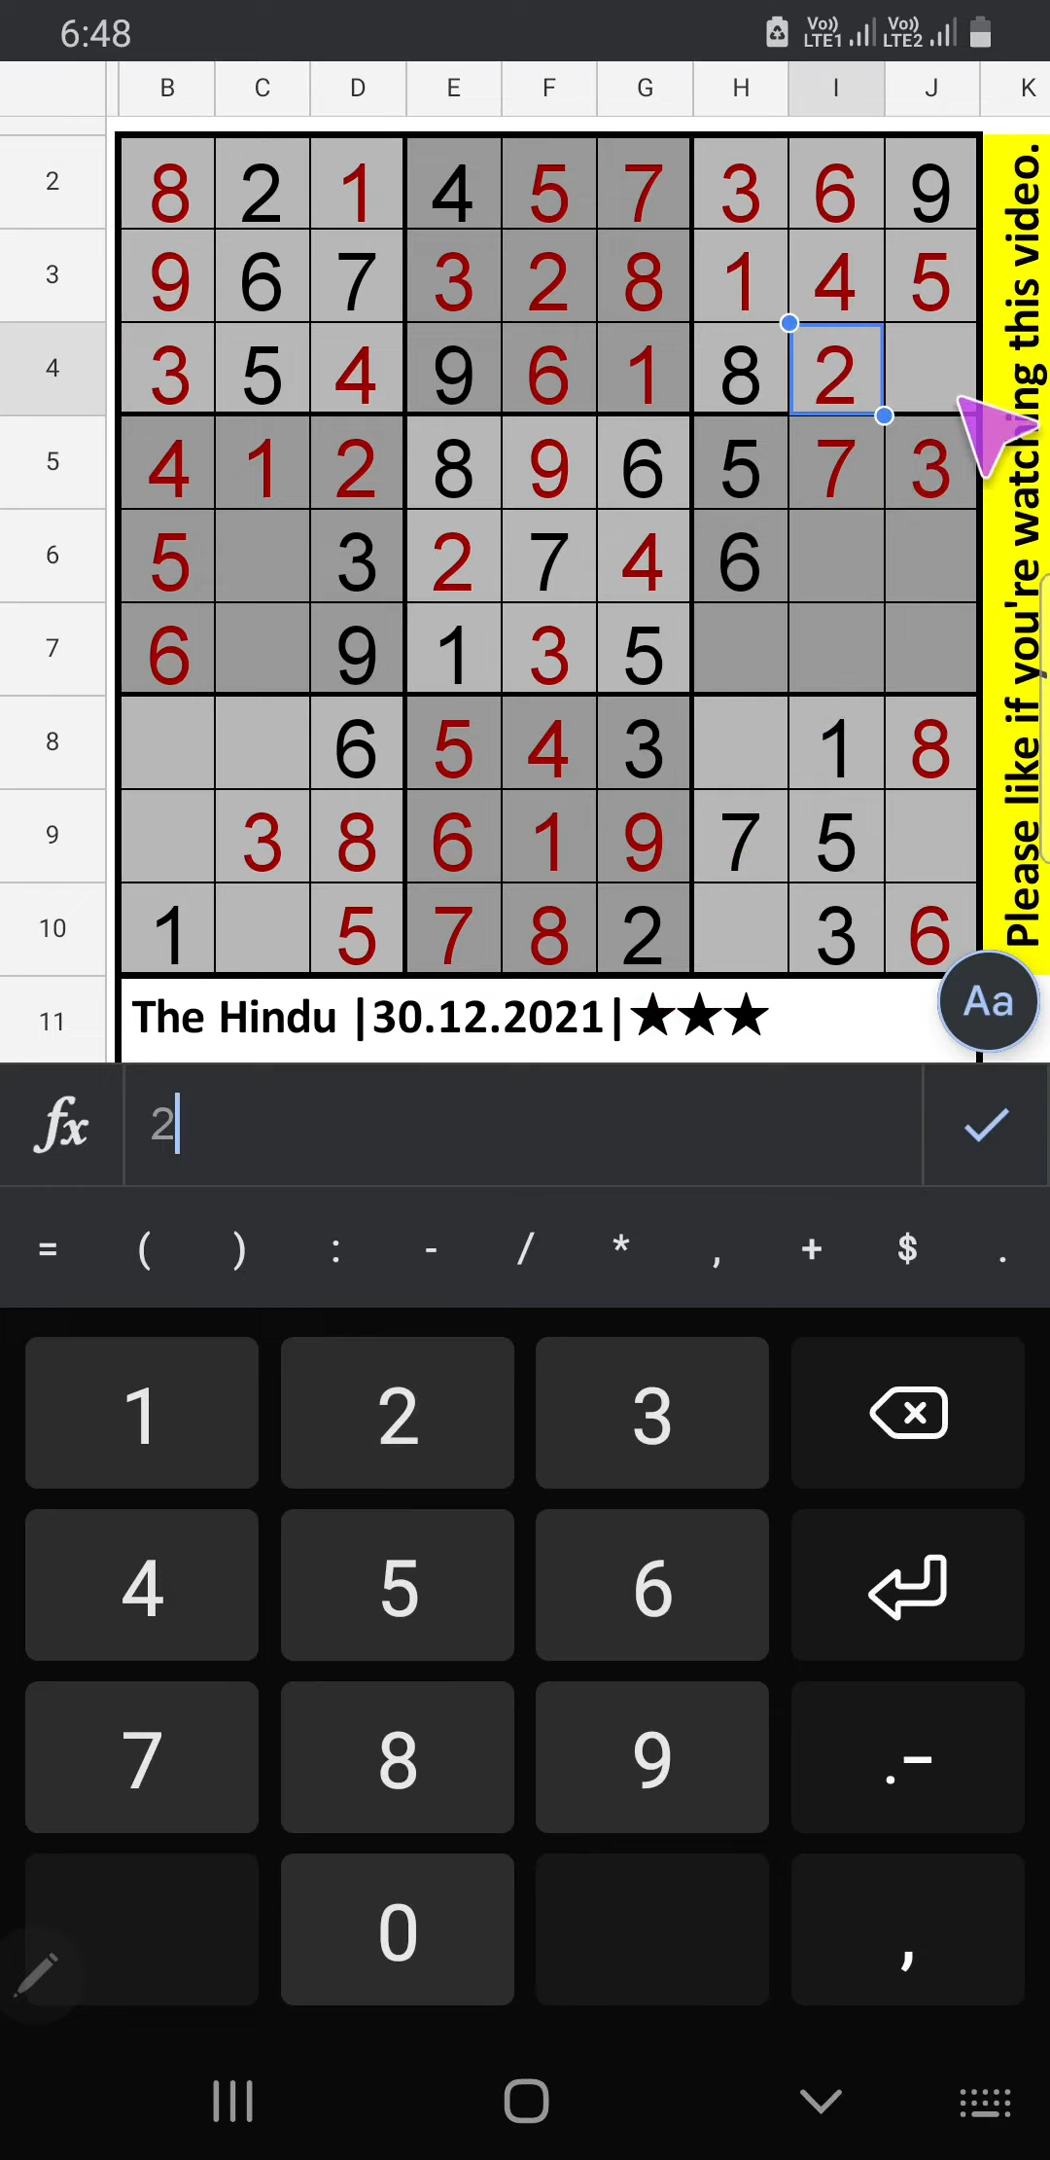 6:48 Vo)) LTE1 Vo)) LTE2
B C D E F G H I J K
2 8 2 1 4 5 7 3 6 9
3 9 6 7 3 2 8 1 4 5
4 3 5 4 9 6 1 8 2
5 4 1 2 8 9 6 5 7 3
6 5 3 2 7 4 6
7 6 9 1 3 5
8 6 5 4 3 1 8
9 3 8 6 1 9 7 5
10 1 5 7 8 2 3 6
Please like if you're watching this video.
11 The Hindu |30.12.2021|★★★
Aa
fx 2
= ( ) : - / * , + $ .
1 2 3
4 5 6
7 8 9 .-
0 ,